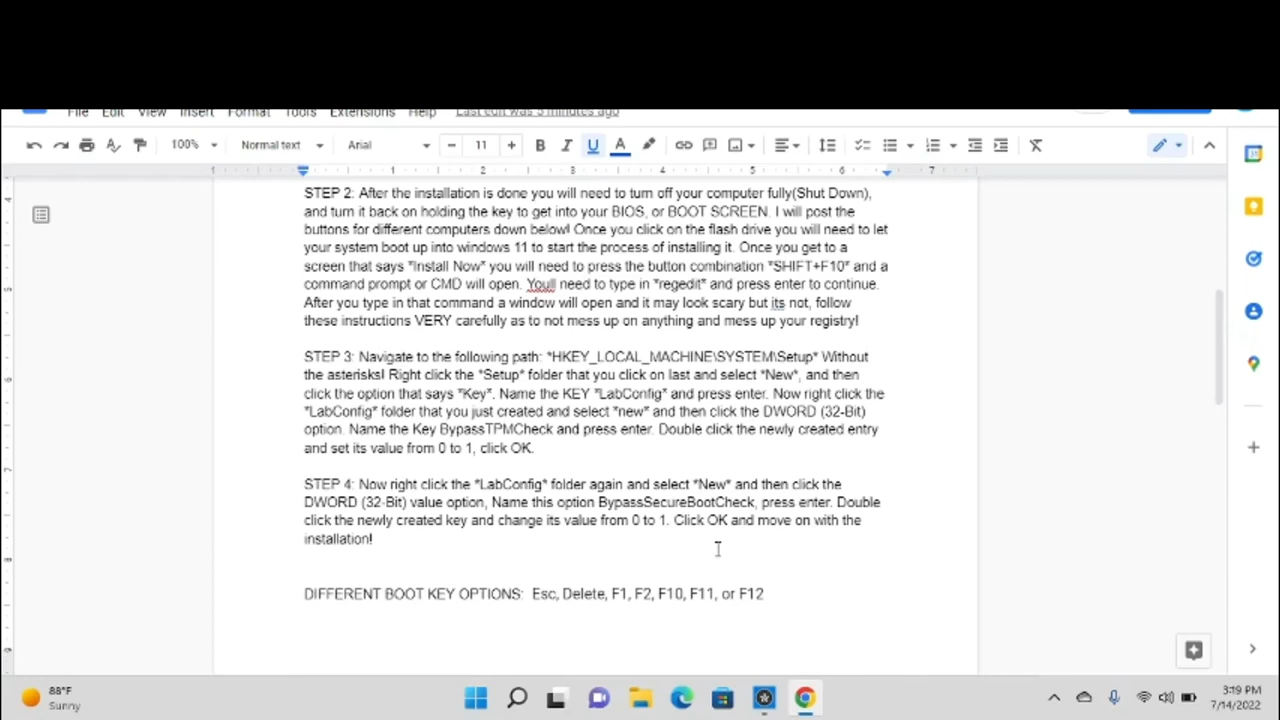 File Edit View Insert Format Tools Extensions Help Last edit was 5 minutes ago
100% Normal text Arial 11 B I U A
1 1 2 3 4 5 6 7
STEP 2: After the installation is done you will need to turn off your computer fully(Shut Down),
and turn it back on holding the key to get into your BIOS, or BOOT SCREEN. I will post the
buttons for different computers down below! Once you click on the flash drive you will need to let
your system boot up into windows 11 to start the process of installing it. Once you get to a
screen that says *Install Now* you will need to press the button combination *SHIFT+F10* and a
command prompt or CMD will open. Youll need to type in *regedit* and press enter to continue.
After you type in that command a window will open and it may look scary but its not, follow
these instructions VERY carefully as to not mess up on anything and mess up your registry!
STEP 3: Navigate to the following path: *HKEY_LOCAL_MACHINE\SYSTEM\Setup* Without
the asterisks! Right click the *Setup* folder that you click on last and select *New*, and then
click the option that says *Key*. Name the KEY *LabConfig* and press enter. Now right click the
*LabConfig* folder that you just created and select *new* and then click the DWORD (32-Bit)
option. Name the Key BypassTPMCheck and press enter. Double click the newly created entry
and set its value from 0 to 1, click OK.
STEP 4: Now right click the *LabConfig* folder again and select *New* and then click the
DWORD (32-Bit) value option, Name this option BypassSecureBootCheck, press enter. Double
click the newly created key and change its value from 0 to 1. Click OK and move on with the
installation!
DIFFERENT BOOT KEY OPTIONS: Esc, Delete, F1, F2, F10, F11, or F12
88°F
Sunny
3:19 PM
7/14/2022